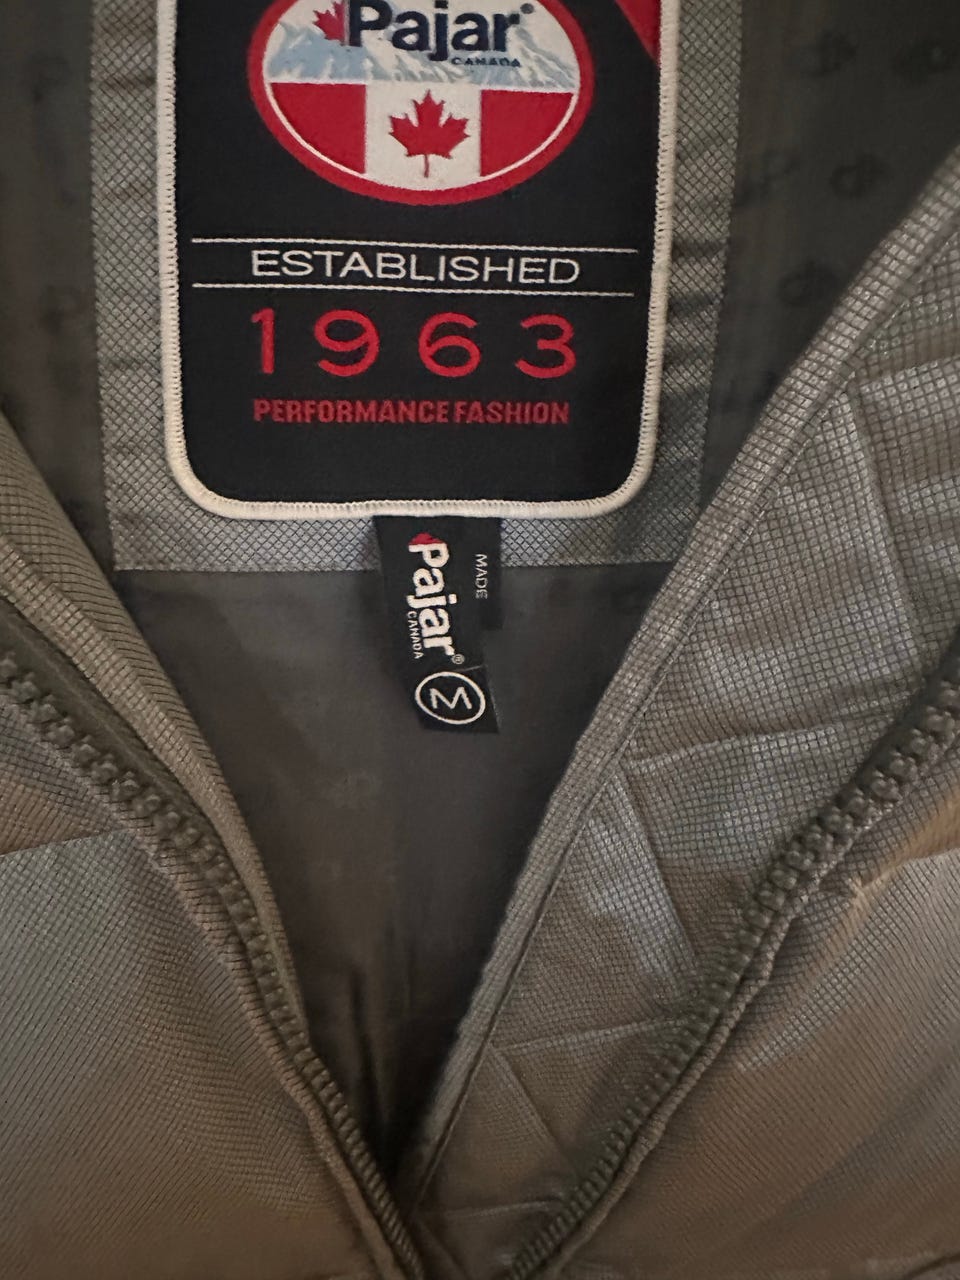 Pajar®
CANADA
ESTABLISHED
1963
PERFORMANCE FASHION
Pajar®
CANADA
M
MADE